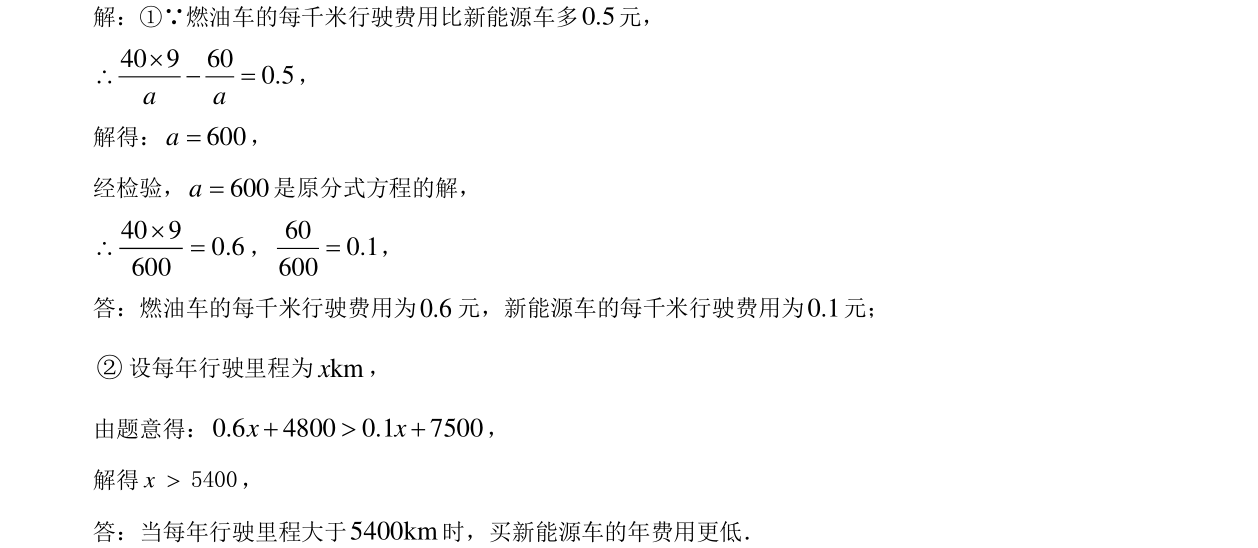 解：①∵燃油车的每千米行驶费用比新能源车多0.5元，
∴40×9/a−60/a=0.5，
解得：a=600，
经检验，a=600是原分式方程的解，
∴40×9/600=0.6，60/600=0.1，
答：燃油车的每千米行驶费用为0.6元，新能源车的每千米行驶费用为0.1元；
②设每年行驶里程为xkm，
由题意得：0.6x+4800>0.1x+7500，
解得x > 5400，
答：当每年行驶里程大于5400km时，买新能源车的年费用更低．